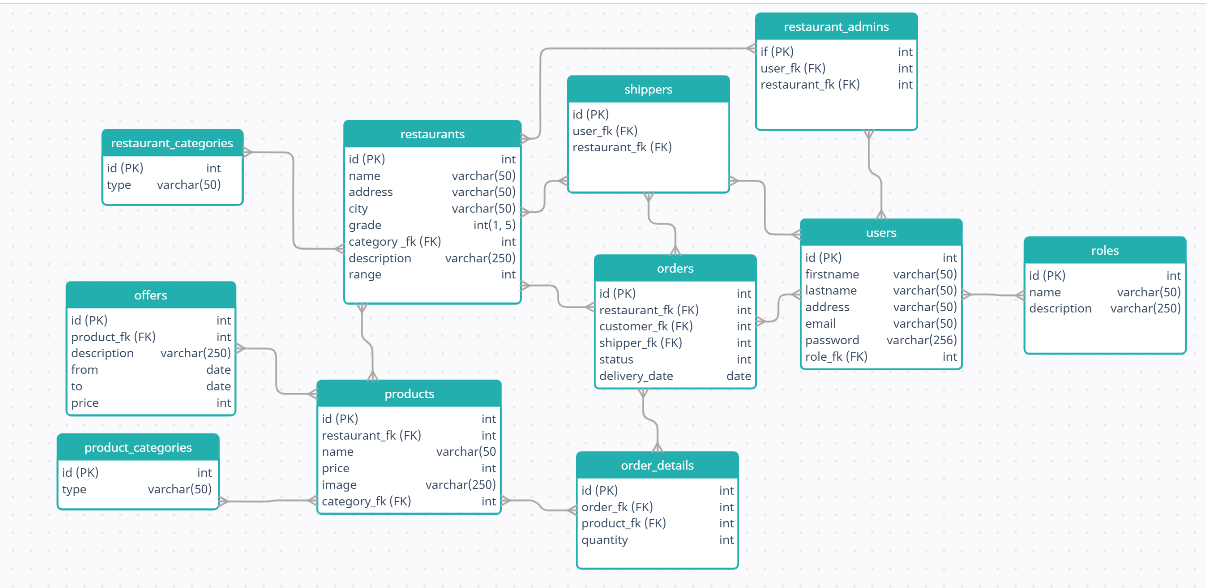 restaurant_admins
if (PK) int
user_fk (FK) int
restaurant_fk (FK) int
shippers
id (PK)
user_fk (FK)
restaurant_fk (FK)
restaurants
id (PK) int
name varchar(50)
address varchar(50)
city varchar(50)
grade int(1, 5)
category _fk (FK) int
description varchar(250)
range int
restaurant_categories
id (PK) int
type varchar(50)
users
id (PK) int
firstname varchar(50)
lastname varchar(50)
address varchar(50)
email varchar(50)
password varchar(256)
role_fk (FK) int
roles
id (PK) int
name varchar(50)
description varchar(250)
orders
id (PK) int
restaurant_fk (FK) int
customer_fk (FK) int
shipper_fk (FK) int
status int
delivery_date date
offers
id (PK) int
product_fk (FK) int
description varchar(250)
from date
to date
price int
products
id (PK) int
restaurant_fk (FK) int
name varchar(50
price int
image varchar(250)
category_fk (FK) int
product_categories
id (PK) int
type varchar(50)
order_details
id (PK) int
order_fk (FK) int
product_fk (FK) int
quantity int